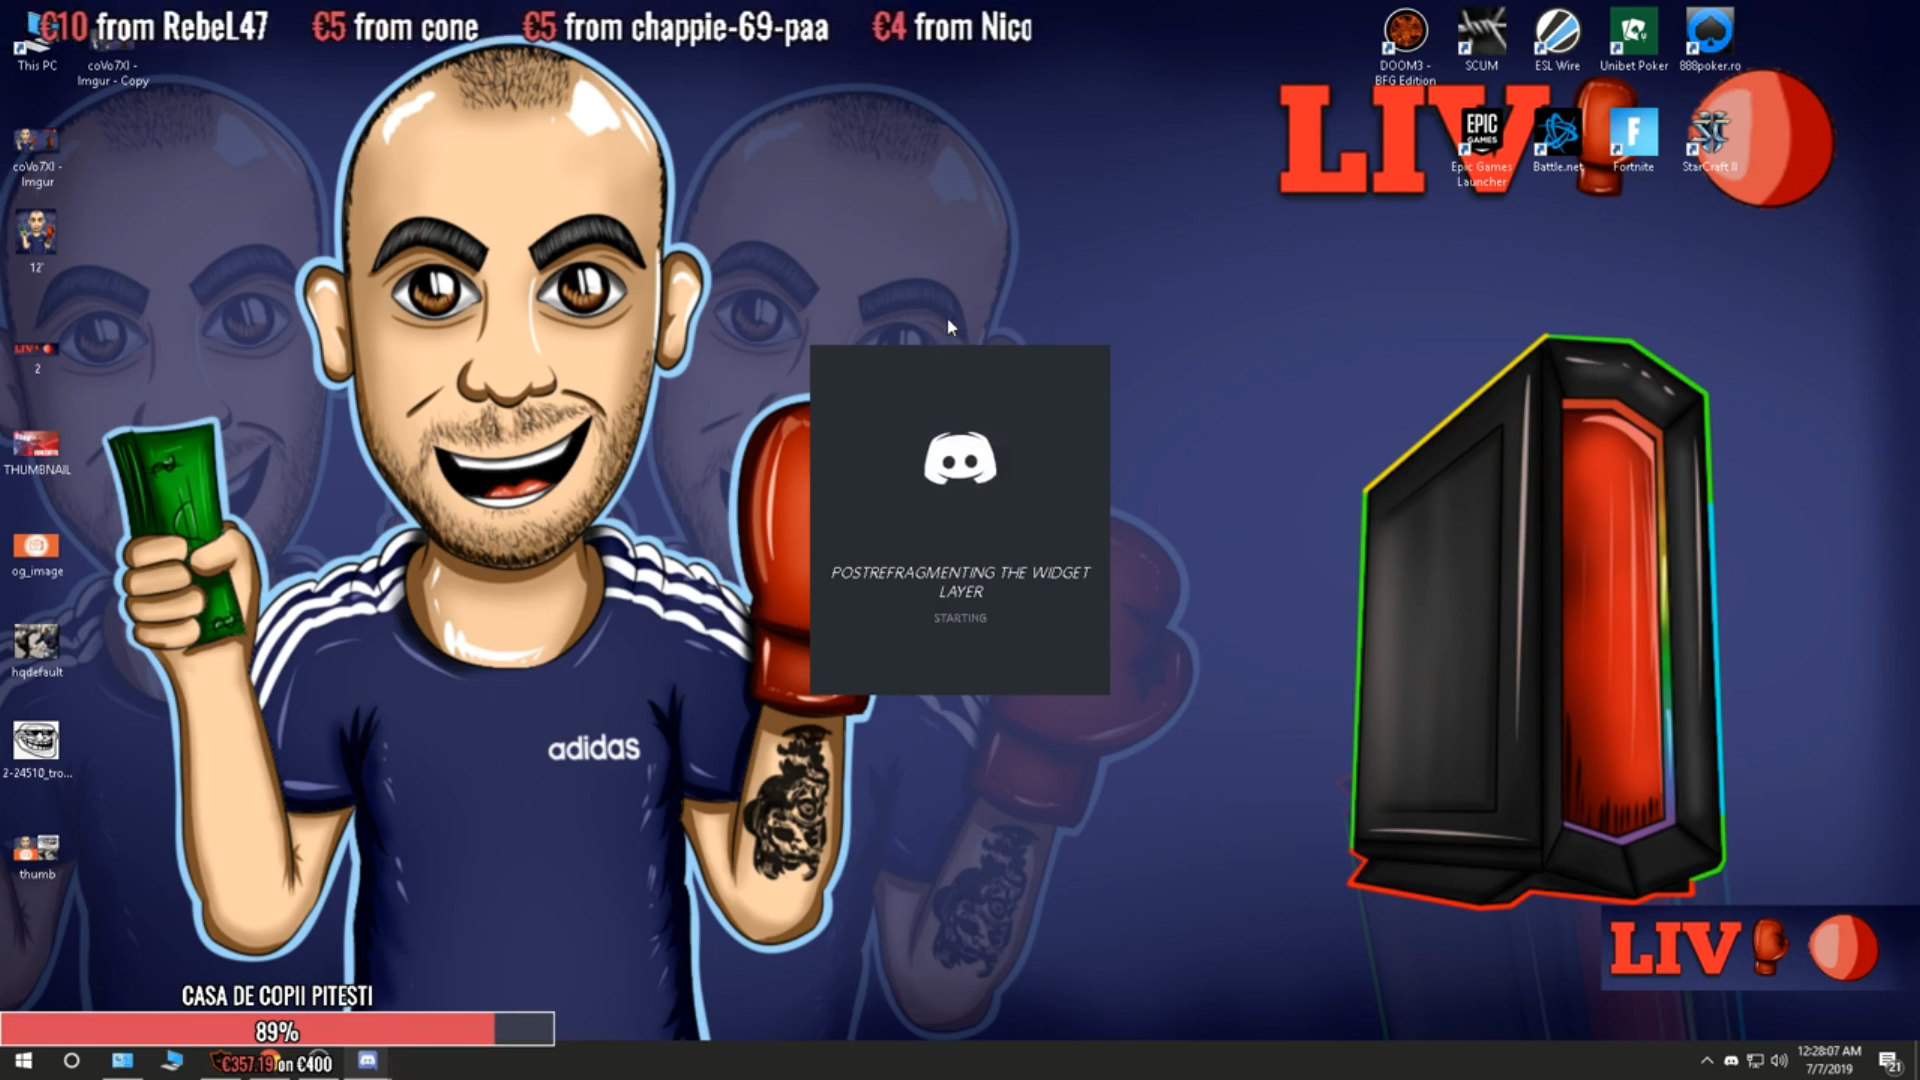 €10 from RebeL47 €5 from cone €5 from chappie-69-paa €4 from Nico
This PC
coVo7XI -
Imgur - Copy
coVo7XI -
Imgur
12'
LIV
2
THUMBNAIL
og_image
hqdefault
2-24510_tro...
thumb
DOOM3 -
BFG Edition
SCUM
ESL Wire
Unibet Poker
888poker.ro
LIV
EPIC
GAMES
Epic Games
Launcher
Battle.net
F
Fortnite
StarCraft II
POSTREFRAGMENTING THE WIDGET
LAYER
STARTING
adidas
LIV
CASA DE COPII PITESTI
89%
€357.19 on €400
12:28:07 AM
7/7/2019
21